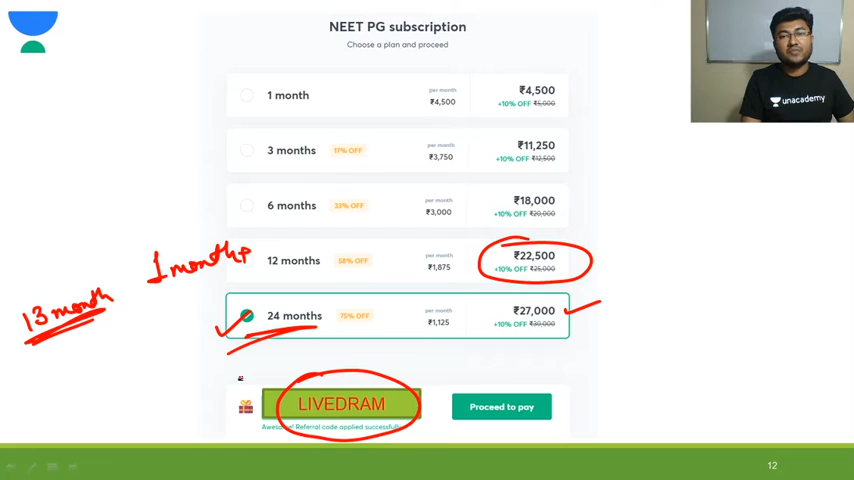 NEET PG subscription
Choose a plan and proceed
unacademy
1 month
per month
₹4,500
₹4,500
+10% OFF ₹5,000
3 months 17% OFF
per month
₹3,750
₹11,250
+10% OFF ₹12,500
6 months 33% OFF
per month
₹3,000
₹18,000
+10% OFF ₹20,000
1 month+
12 months 58% OFF
per month
₹1,875
₹22,500
+10% OFF ₹25,000
13 month
24 months 75% OFF
per month
₹1,125
₹27,000
+10% OFF ₹30,000
LIVEDRAM
Proceed to pay
Awesome! Referral code applied successfully
12